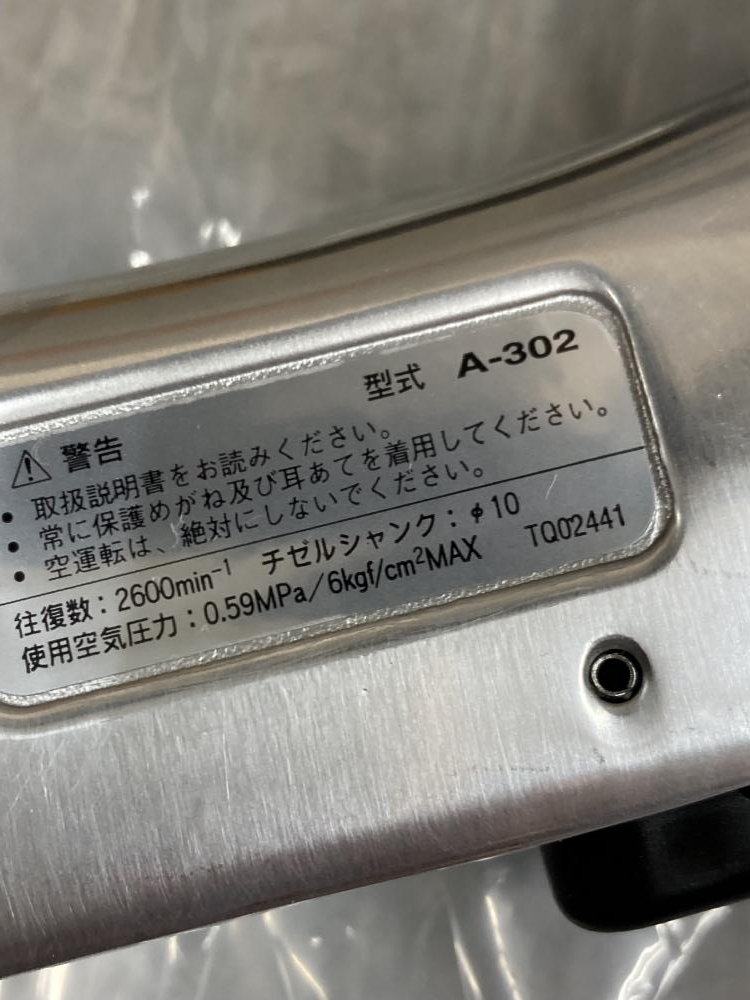 型式 A-302
⚠ 警告
• 取扱説明書をお読みください。
• 常に保護めがね及び耳あてを着用してください。
• 空運転は、絶対にしないでください。
往復数：2600min⁻¹ チゼルシャンク：φ10
使用空気圧力：0.59MPa/6kgf/cm²MAX TQ02441